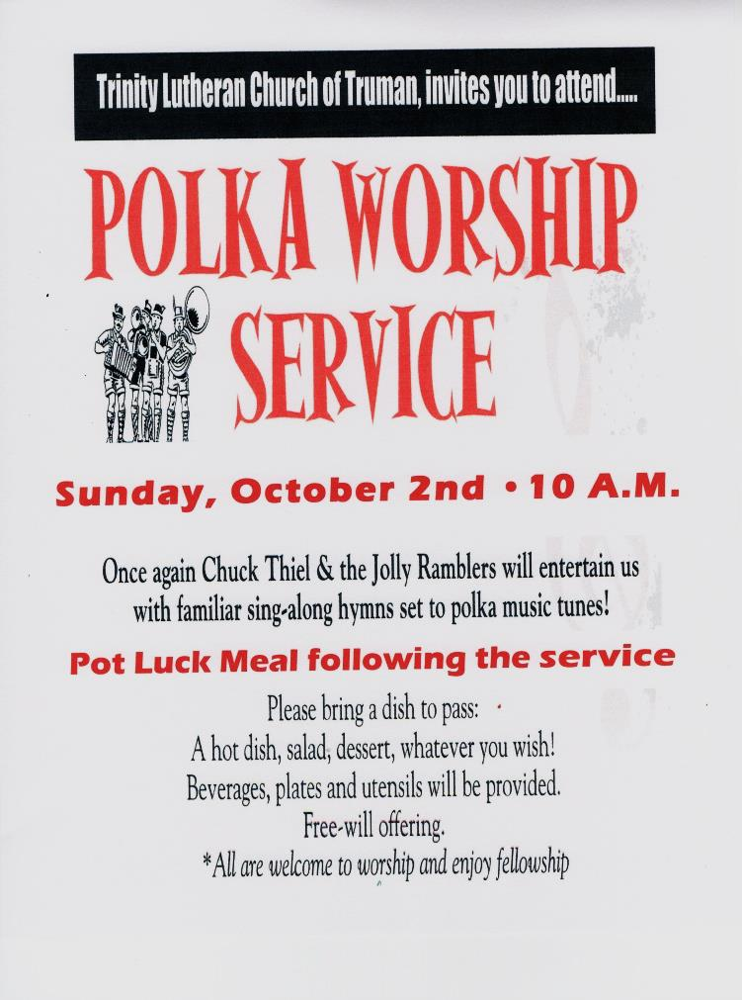 Trinity Lutheran Church of Truman, invites you to attend.....
POLKA WORSHIP
SERVICE
Sunday, October 2nd • 10 A.M.
Once again Chuck Thiel & the Jolly Ramblers will entertain us
with familiar sing-along hymns set to polka music tunes!
Pot Luck Meal following the service
Please bring a dish to pass:
A hot dish, salad, dessert, whatever you wish!
Beverages, plates and utensils will be provided.
Free-will offering.
*All are welcome to worship and enjoy fellowship